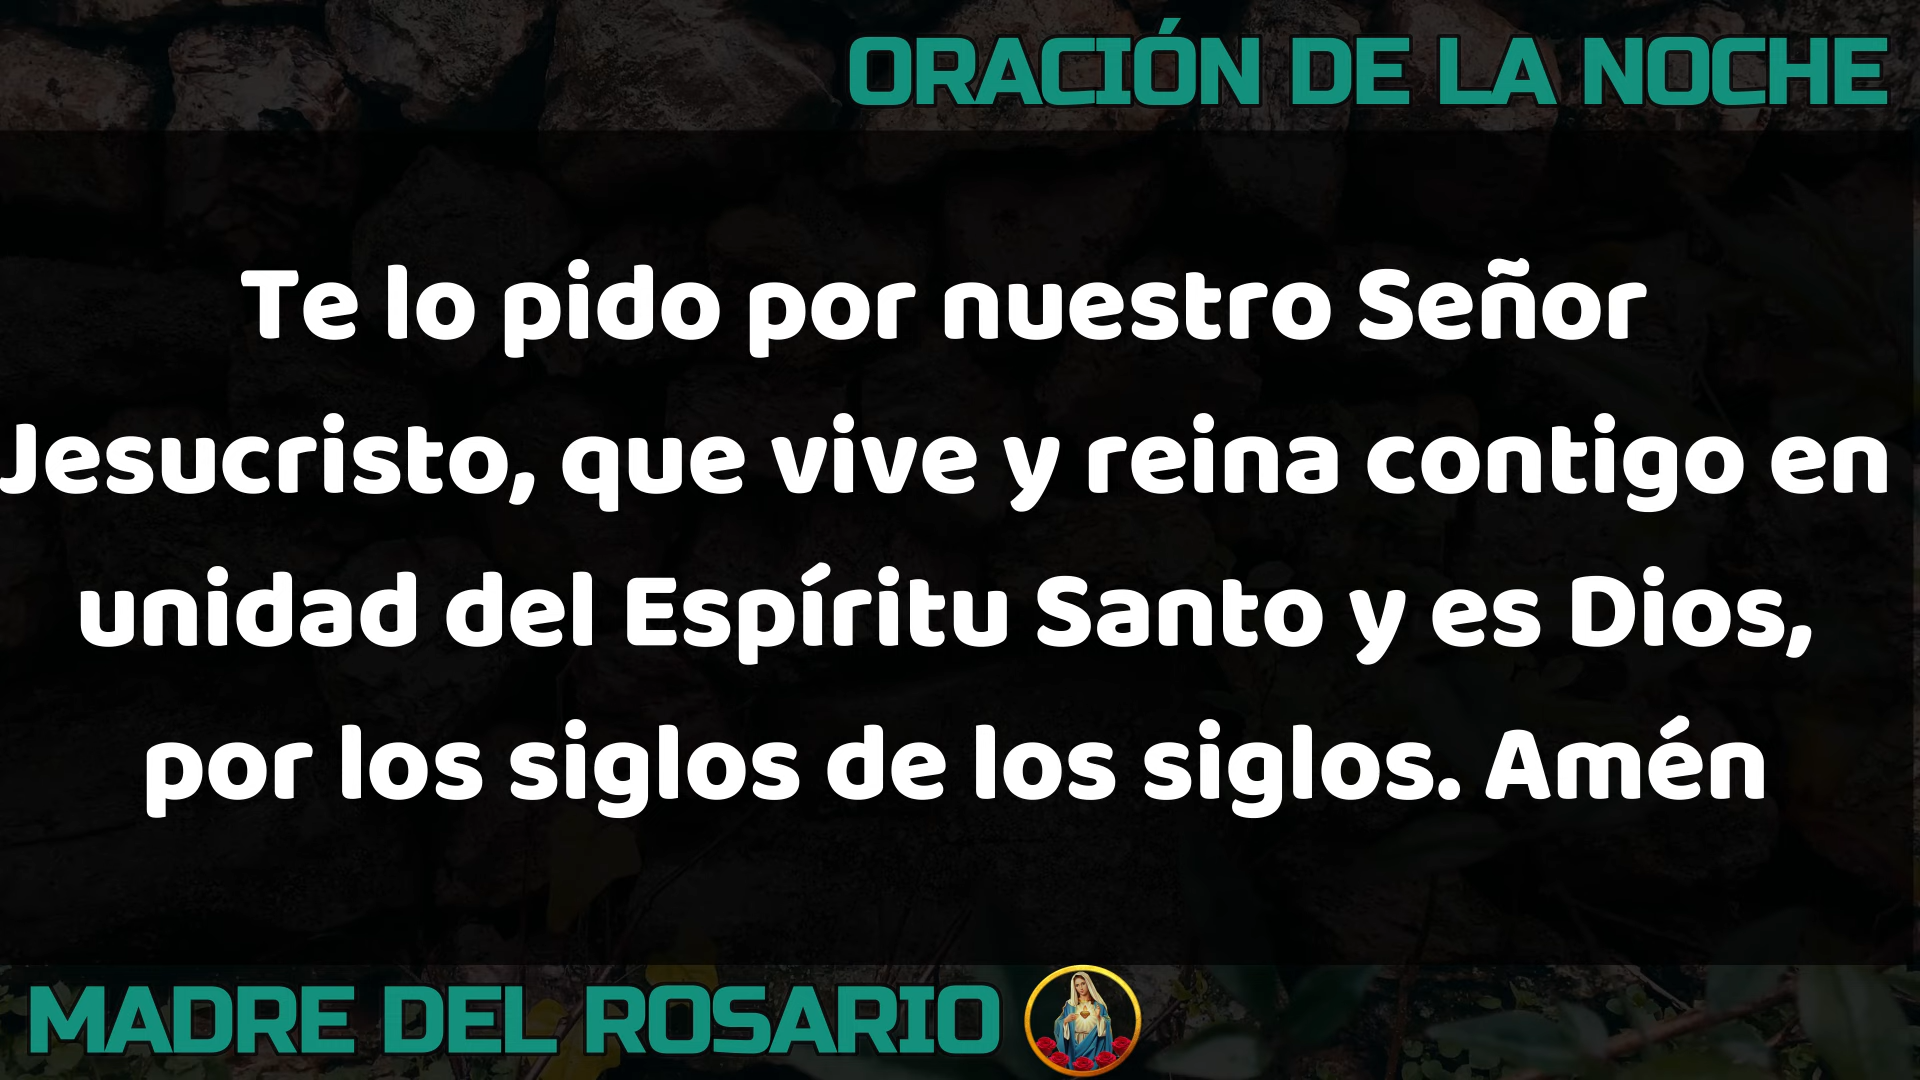 ORACIÓN DE LA NOCHE
Te lo pido por nuestro Señor
Jesucristo, que vive y reina contigo en
unidad del Espíritu Santo y es Dios,
por los siglos de los siglos. Amén
MADRE DEL ROSARIO